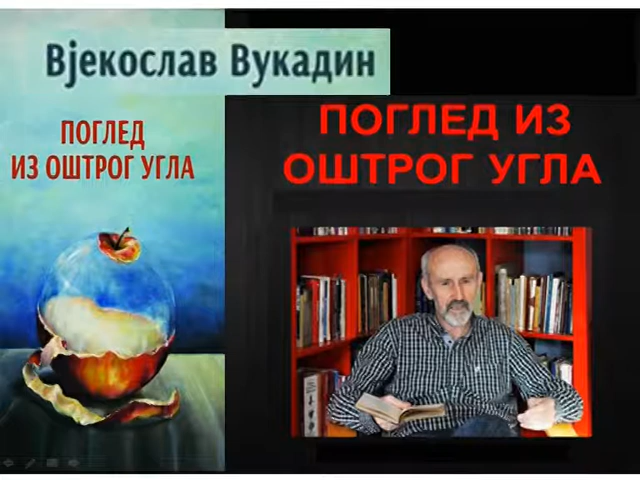 Вјекослав Вукадин
ПОГЛЕД
ИЗ ОШТРОГ УГЛА
ПОГЛЕД ИЗ
ОШТРОГ УГЛА